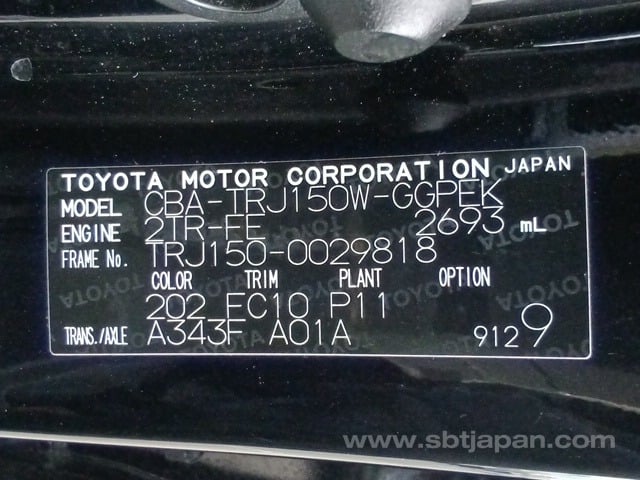 TOYOTA MOTOR CORPORATION JAPAN
MODEL CBA-TRJ150W-GGPEK
ENGINE 2TR-FE 2693 mL
FRAME No. TRJ150-0029818
COLOR TRIM PLANT OPTION
202 FC10 P11
TRANS./AXLE A343F A01A 9129
www.sbtjapan.com